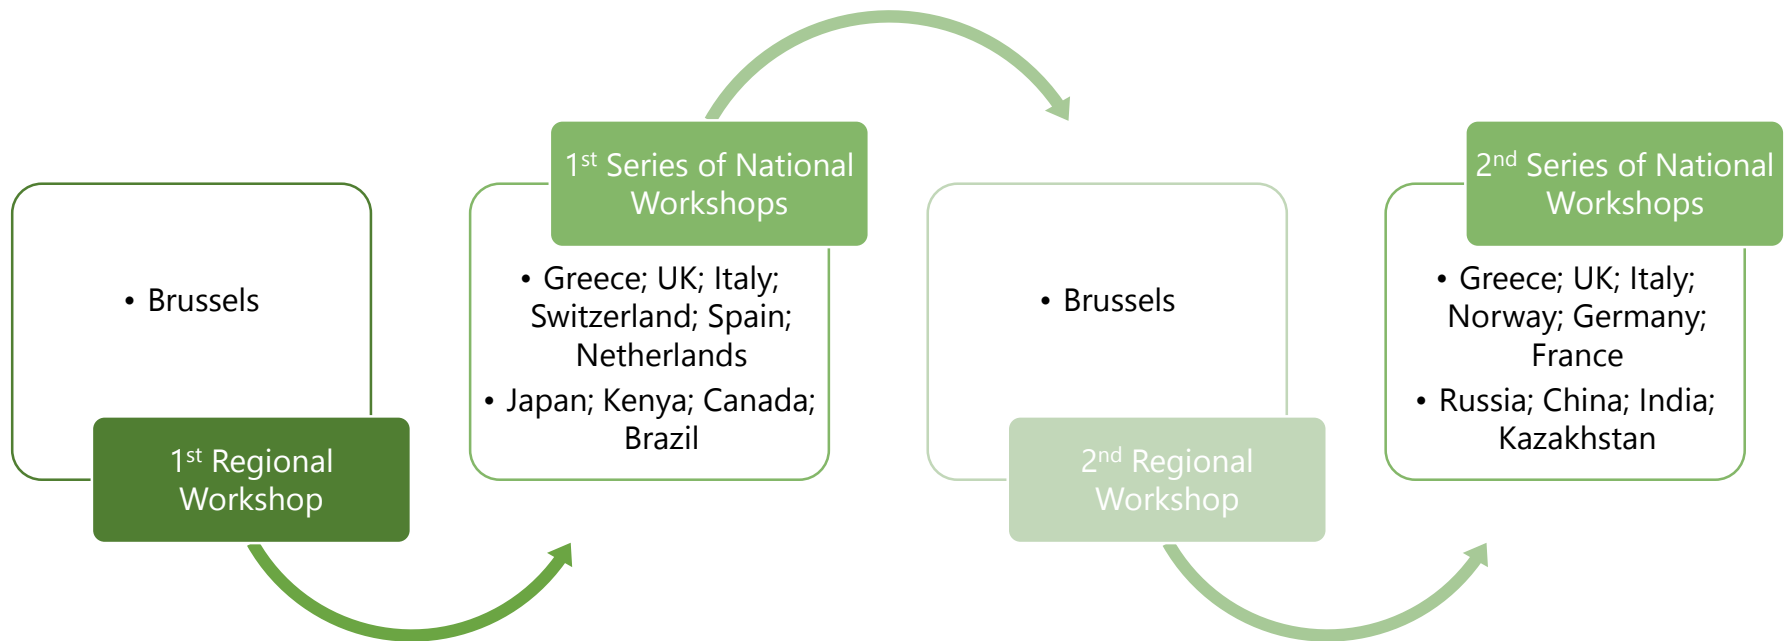 • Brussels
1st Regional
Workshop
1st Series of National
Workshops
• Greece; UK; Italy;
Switzerland; Spain;
Netherlands
• Japan; Kenya; Canada;
Brazil
• Brussels
2nd Regional
Workshop
2nd Series of National
Workshops
• Greece; UK; Italy;
Norway; Germany;
France
• Russia; China; India;
Kazakhstan